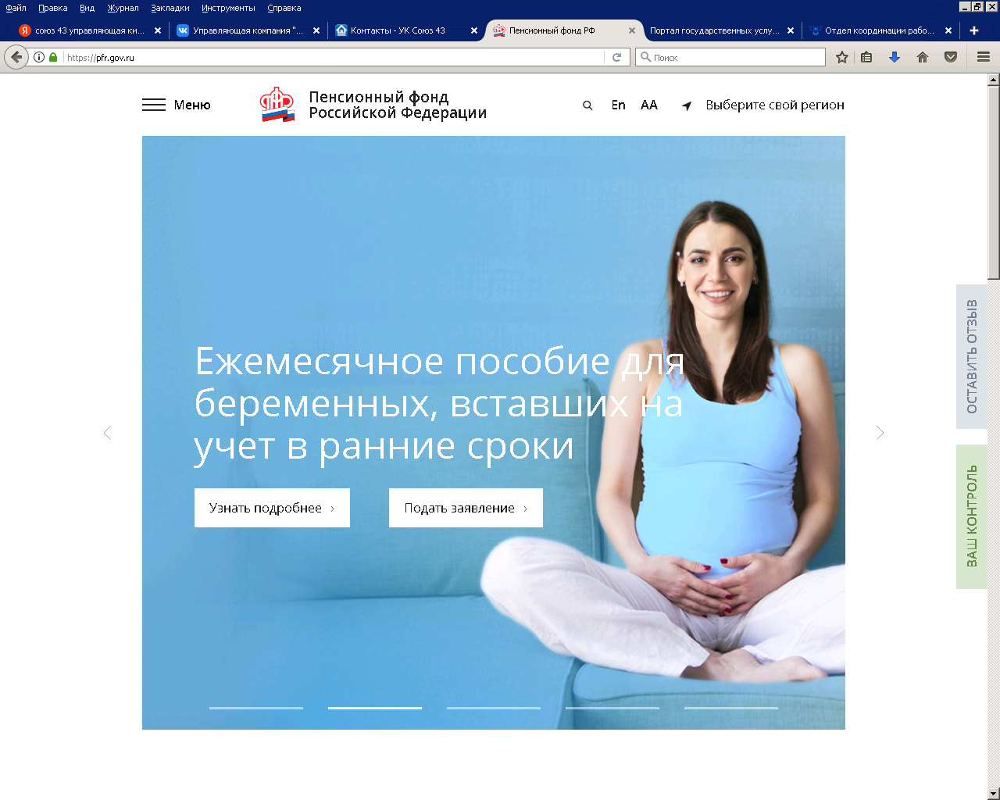 Файл Правка Вид Журнал Закладки Инструменты Справка
союз 43 управляющая ки...
Управляющая компания "...
Контакты - УК Союз 43
Пенсионный фонд РФ
Портал государственных услу...
Отдел координации рабо...
https://pfr.gov.ru
Поиск
Меню
Пенсионный фонд
Российской Федерации
En
AA
Выберите свой регион
Ежемесячное пособие для
беременных, вставших на
учет в ранние сроки
Узнать подробнее
Подать заявление
ОСТАВИТЬ ОТЗЫВ
ВАШ КОНТРОЛЬ